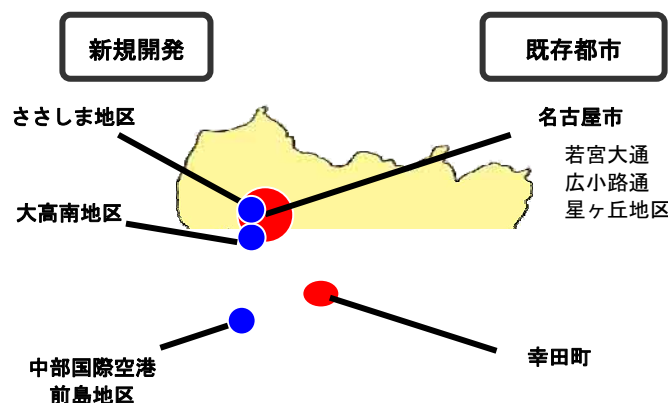 新規開発
既存都市
ささしま地区
大高南地区
中部国際空港
前島地区
名古屋市
若宮大通
広小路通
星ヶ丘地区
幸田町